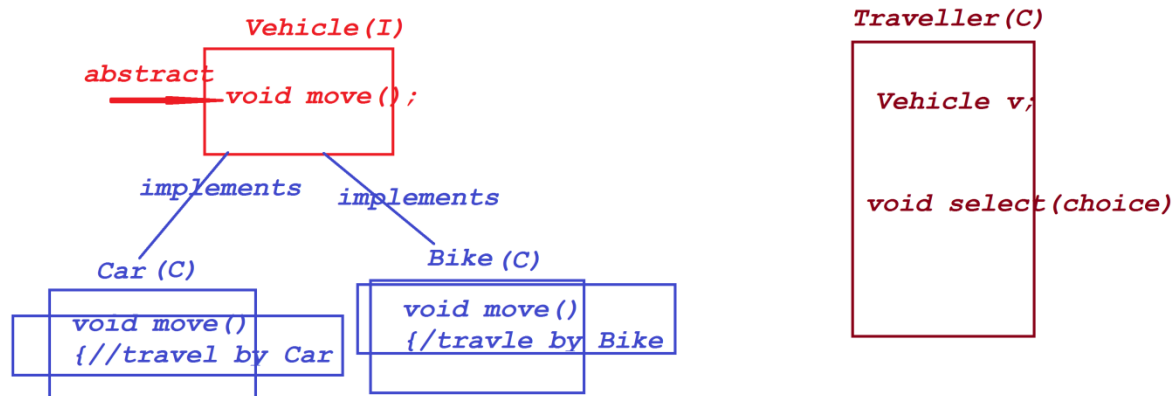 Vehicle(I)
abstract
void move();
implements
implements
Car (C)
void move()
{//travel by Car
Bike (C)
void move()
{/travle by Bike
Traveller(C)
Vehicle v;
void select(choice)